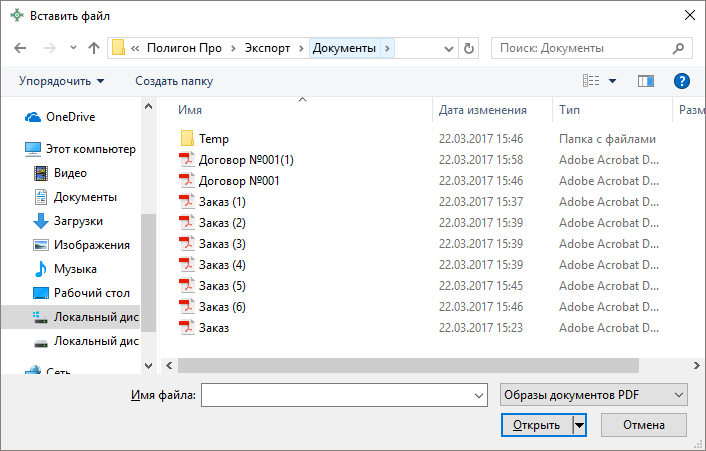 Вставить файл
Полигон Про > Экспорт > Документы >
Поиск: Документы
Упорядочить
Создать папку
?
Имя
Дата изменения
Тип
Разм
OneDrive
Этот компьютер
Видео
Документы
Загрузки
Изображения
Музыка
Рабочий стол
Локальный дис
Локальный дис
Сеть
Temp 22.03.2017 15:46 Папка с файлами
Договор №001(1) 22.03.2017 15:58 Adobe Acrobat D...
Договор №001 22.03.2017 15:46 Adobe Acrobat D...
Заказ (1) 22.03.2017 15:37 Adobe Acrobat D...
Заказ (2) 22.03.2017 15:39 Adobe Acrobat D...
Заказ (3) 22.03.2017 15:39 Adobe Acrobat D...
Заказ (4) 22.03.2017 15:39 Adobe Acrobat D...
Заказ (5) 22.03.2017 15:45 Adobe Acrobat D...
Заказ (6) 22.03.2017 15:46 Adobe Acrobat D...
Заказ 22.03.2017 15:23 Adobe Acrobat D...
Имя файла:
Образы документов PDF
Открыть
Отмена